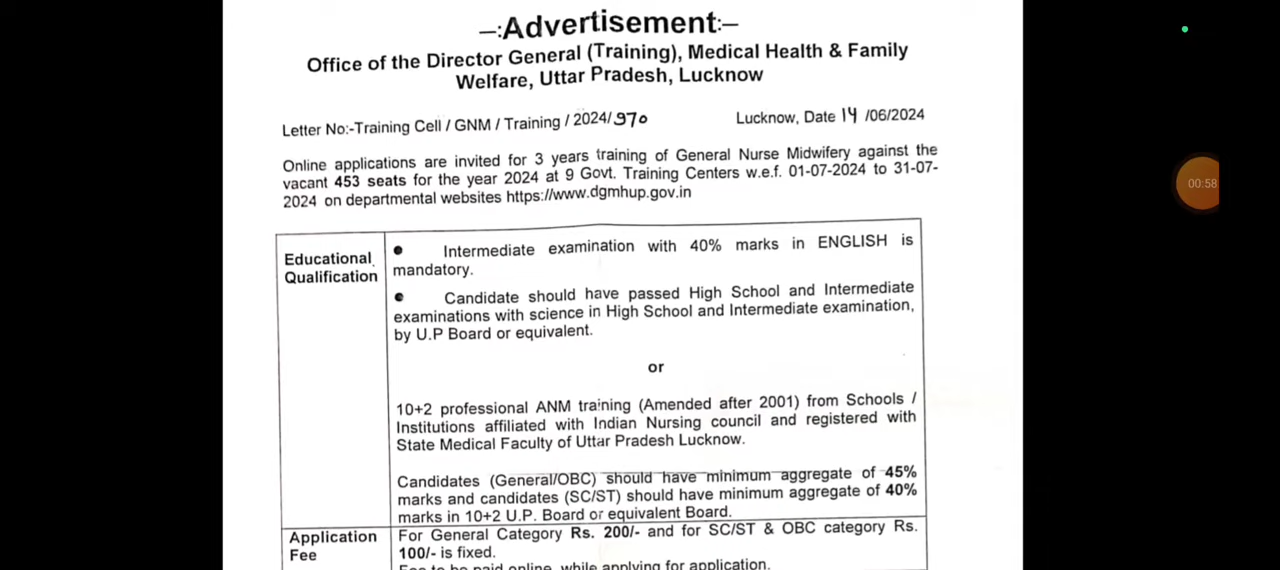 –:Advertisement:–
Office of the Director General (Training), Medical Health & Family
Welfare, Uttar Pradesh, Lucknow
Letter No:-Training Cell / GNM / Training / 2024/970
Lucknow, Date 14 /06/2024
Online applications are invited for 3 years training of General Nurse Midwifery against the
vacant 453 seats for the year 2024 at 9 Govt. Training Centers w.e.f. 01-07-2024 to 31-07-
2024 on departmental websites https://www.dgmhup.gov.in
Educational
Qualification
● Intermediate examination with 40% marks in ENGLISH is
mandatory.
● Candidate should have passed High School and Intermediate
examinations with science in High School and Intermediate examination,
by U.P Board or equivalent.
or
10+2 professional ANM training (Amended after 2001) from Schools /
Institutions affiliated with Indian Nursing council and registered with
State Medical Faculty of Uttar Pradesh Lucknow.
Candidates (General/OBC) should have minimum aggregate of 45%
marks and candidates (SC/ST) should have minimum aggregate of 40%
marks in 10+2 U.P. Board or equivalent Board.
Application
Fee
For General Category Rs. 200/- and for SC/ST & OBC category Rs.
100/- is fixed.
Fee to be paid online, while applying for application.
00:58